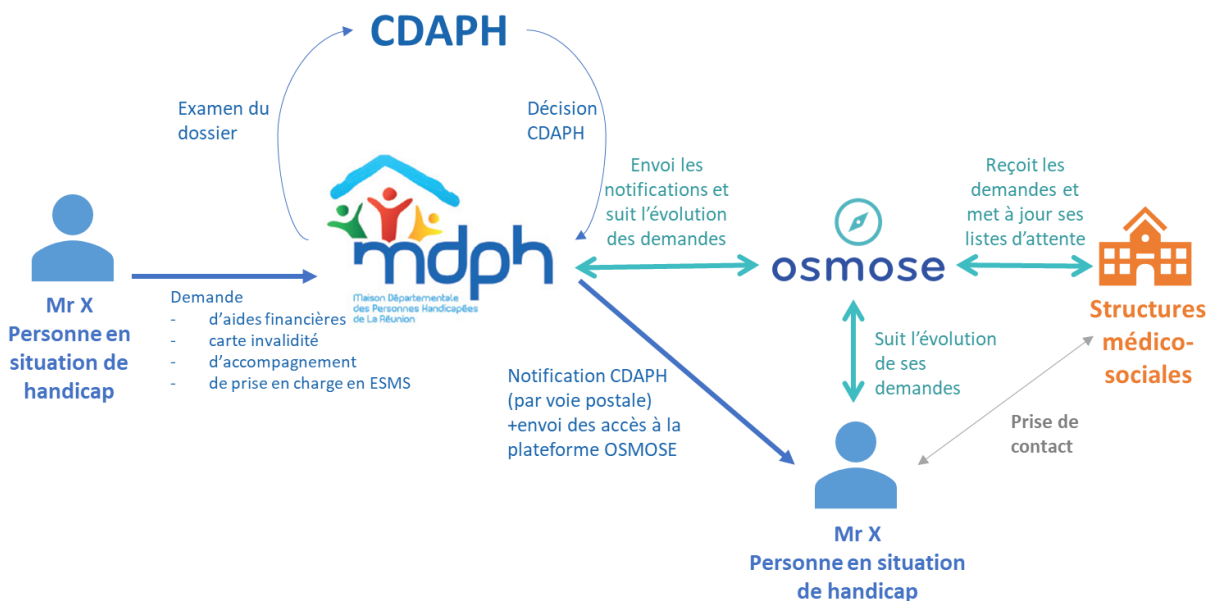 CDAPH
Examen du
dossier
Décision
CDAPH
Envoi les
notifications et
suit l'évolution
des demandes
Reçoit les
demandes et
met à jour ses
listes d'attente
mdph
Maison Départementale
des Personnes Handicapées
de La Réunion
osmose
Mr X
Personne en
situation de
handicap
Demande
- d'aides financières
- carte invalidité
- d'accompagnement
- de prise en charge en ESMS
Structures
médico-
sociales
Suit l'évolution
de ses
demandes
Notification CDAPH
(par voie postale)
+envoi des accès à la
plateforme OSMOSE
Prise de
contact
Mr X
Personne en situation
de handicap